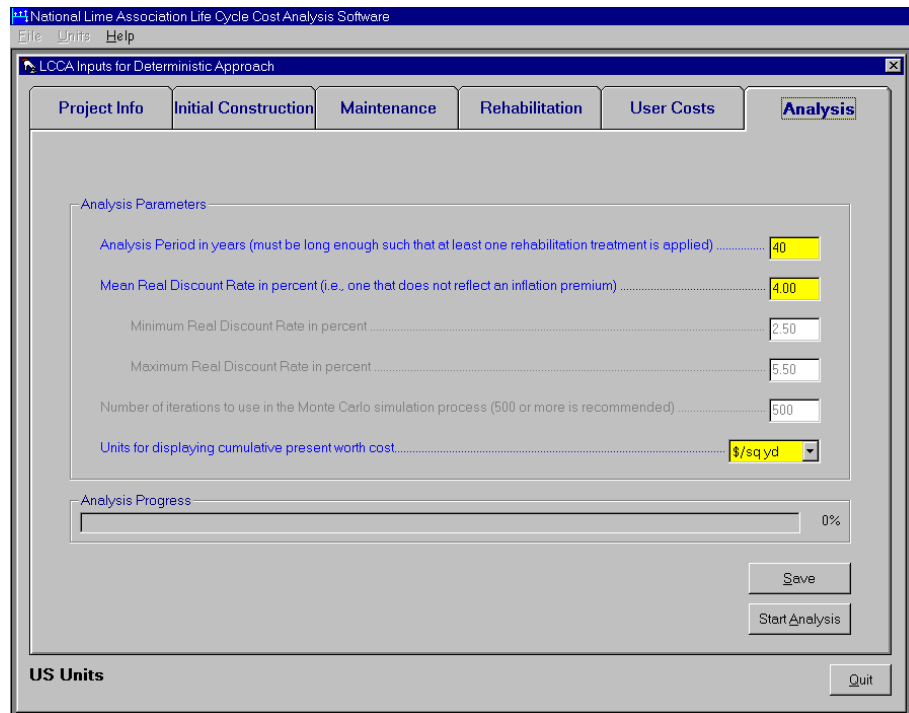 National Lime Association Life Cycle Cost Analysis Software
File Units Help
LCCA Inputs for Deterministic Approach
Project Info Initial Construction Maintenance Rehabilitation User Costs Analysis
Analysis Parameters
Analysis Period in years (must be long enough such that at least one rehabilitation treatment is applied) ............... 40
Mean Real Discount Rate in percent (i.e., one that does not reflect an inflation premium) ............... 4.00
Minimum Real Discount Rate in percent ............... 2.50
Maximum Real Discount Rate in percent ............... 5.50
Number of iterations to use in the Monte Carlo simulation process (500 or more is recommended) ............... 500
Units for displaying cumulative present worth cost............... $/sq yd
Analysis Progress
0%
Save
Start Analysis
US Units
Quit